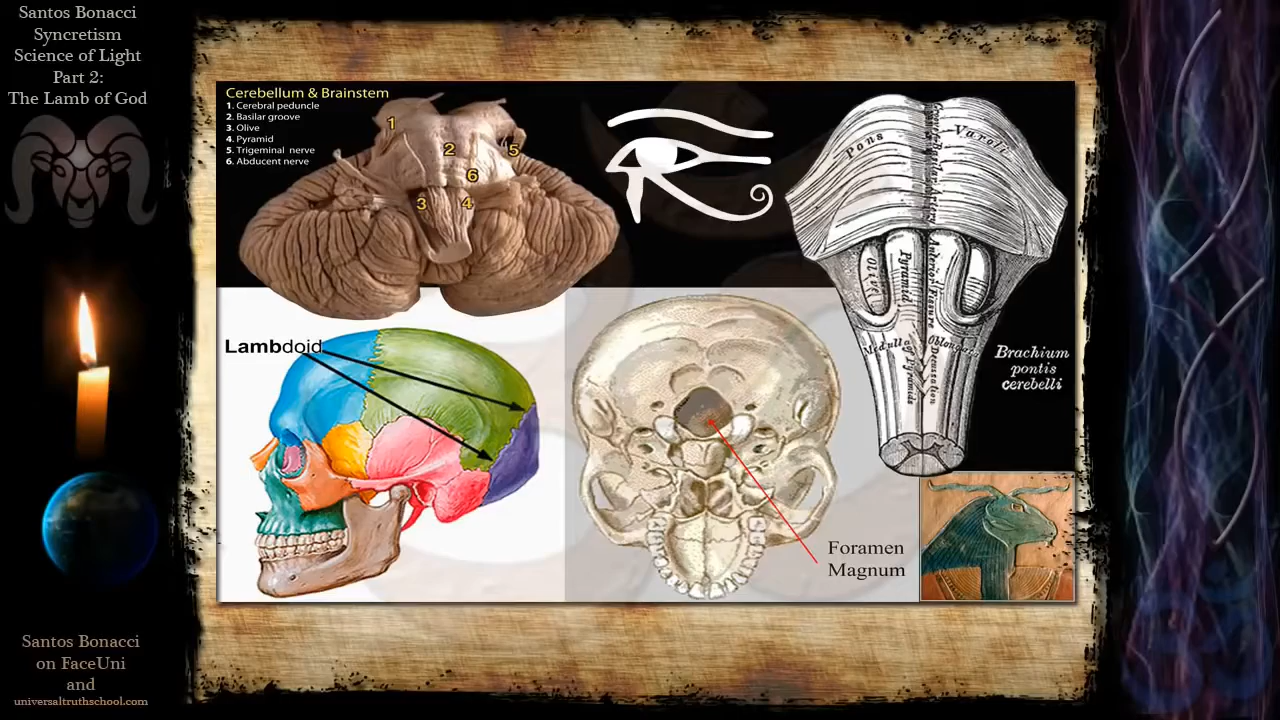 Santos Bonacci
Syncretism
Science of Light
Part 2:
The Lamb of God
Cerebellum & Brainstem
1. Cerebral peduncle
2. Basilar groove
3. Olive
4. Pyramid
5. Trigeminal nerve
6. Abducent nerve
1
2
5
6
3
4
Pons
Varolii
Olive
Pyramid
Anterior Fissure
Medulla
Oblongata
Pyramids
Decussation
Brachium
pontis
cerebelli
Lambdoid
Foramen
Magnum
Santos Bonacci
on FaceUni
and
universaltruthschool.com